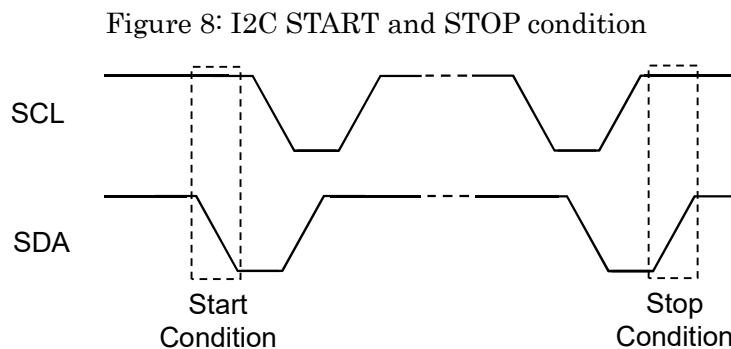 Figure 8: I2C START and STOP condition
SCL
SDA
Start
Condition
Stop
Condition